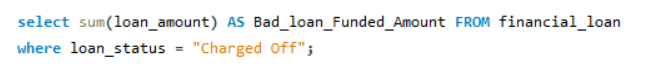 select sum(loan_amount) AS Bad_loan_Funded_Amount FROM financial_loan
where loan_status = "Charged Off";